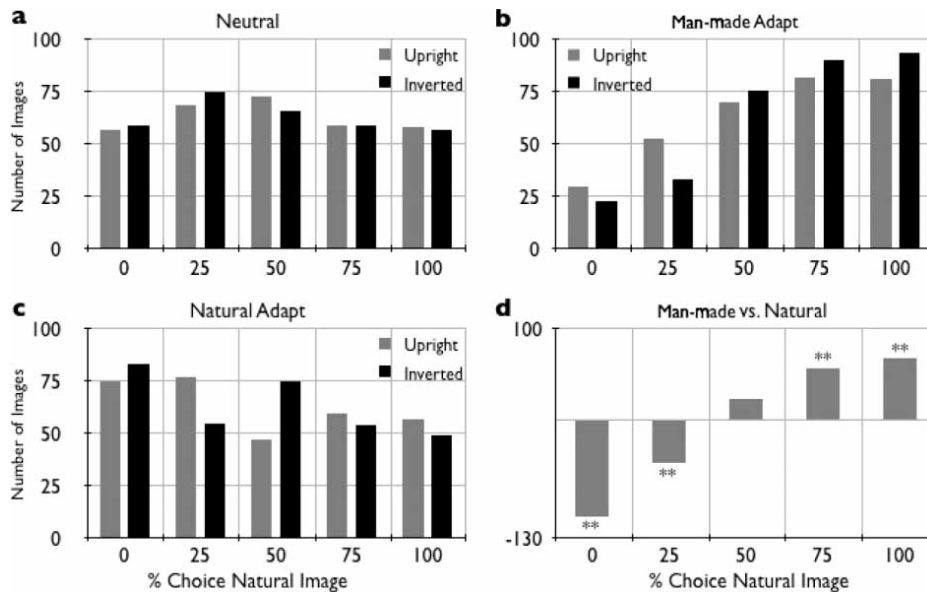 a
Neutral
100
75
50
25
0
Number of Images
Upright
Inverted
0 25 50 75 100
b
Man-made Adapt
100
75
50
25
0
Upright
Inverted
0 25 50 75 100
c
Natural Adapt
100
75
50
25
0
Number of Images
Upright
Inverted
0 25 50 75 100
% Choice Natural Image
d
Man-made vs. Natural
100
-130
**
**
**
**
0 25 50 75 100
% Choice Natural Image